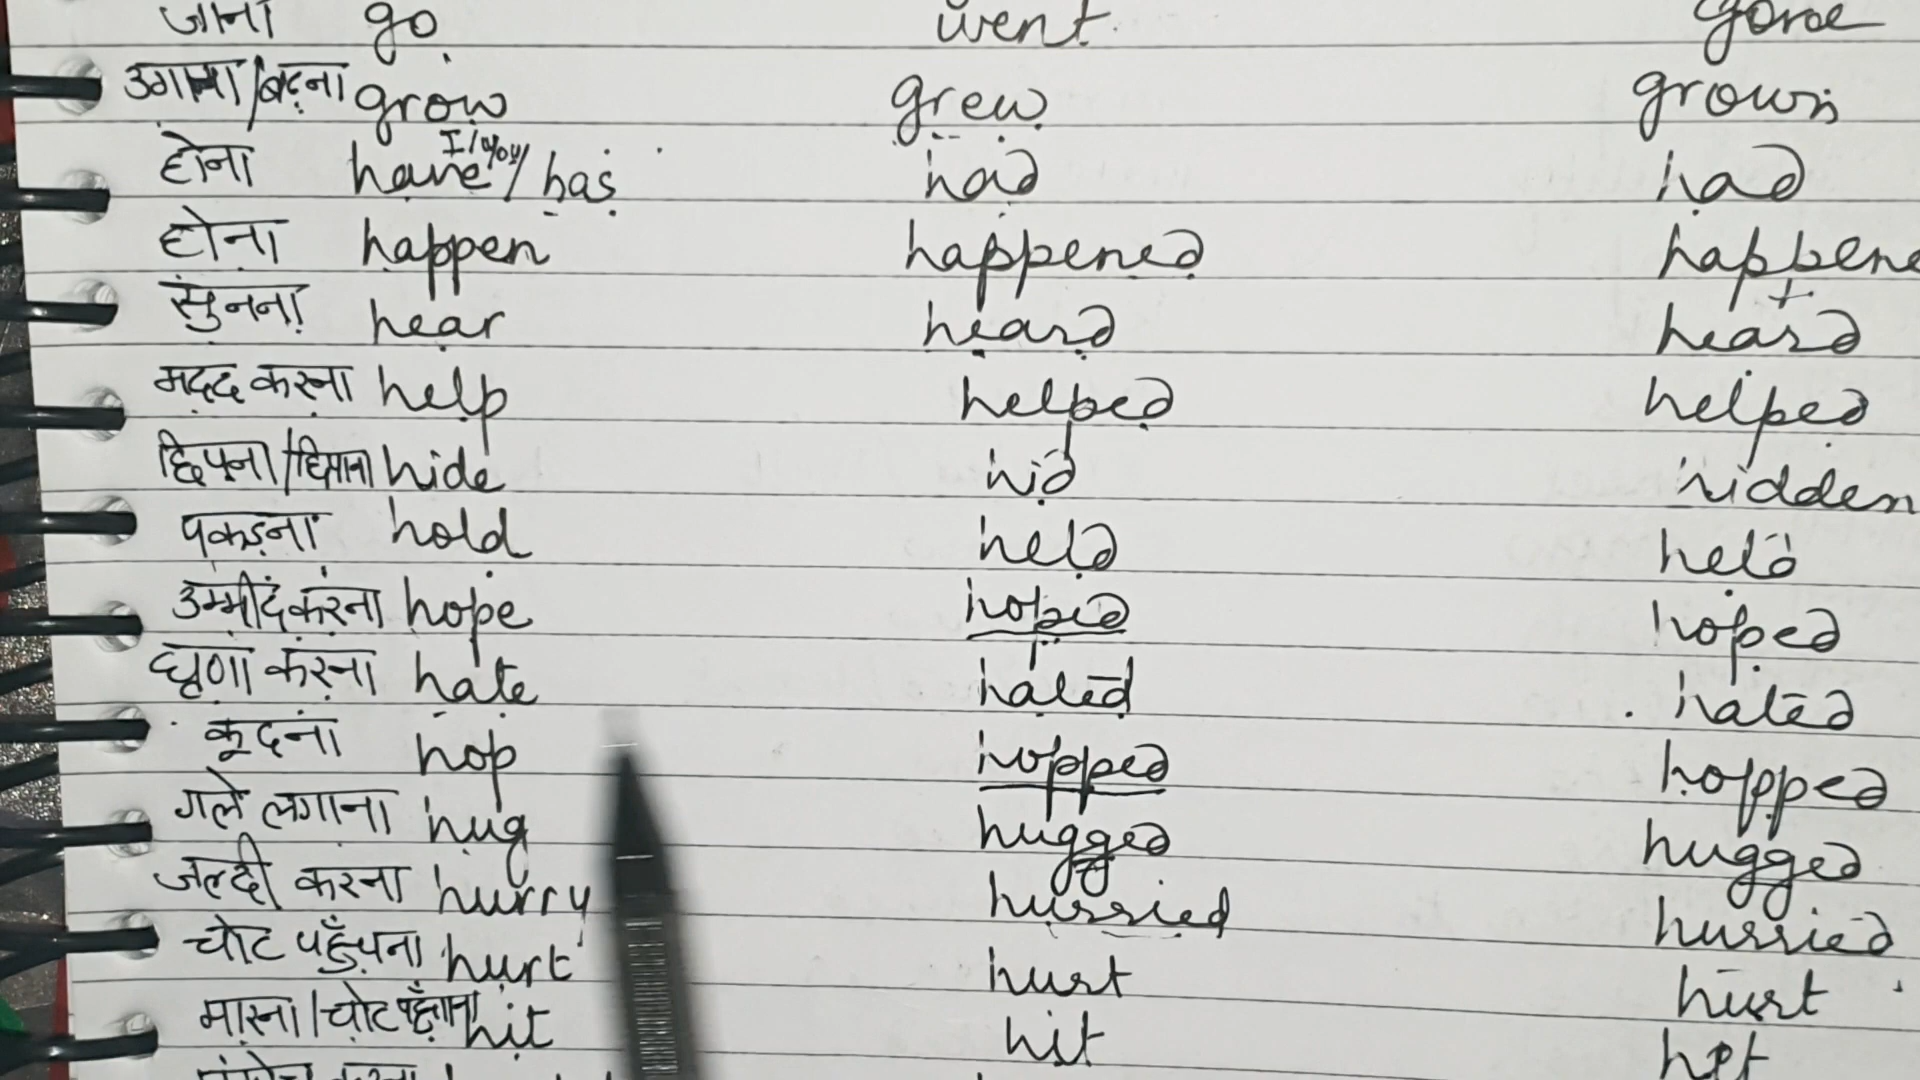 जाना go went gone
उगाना/बढ़ना grow grew grown
I/you
होना have/has had had
होना happen happened happene
सुनना hear heard heard
मदद करना help helped helped
छिपना/छिपाना hide hid hidden
पकड़ना hold held held
उम्मीद करना hope hoped hoped
घृणा करना hate hated hated
कूदना hop hopped hopped
गले लगाना hug hugged hugged
जल्दी करना hurry hurried hurried
चोट पहुँचना hurt hurt hurt
मारना/चोट पहुँचाना hit hit hit